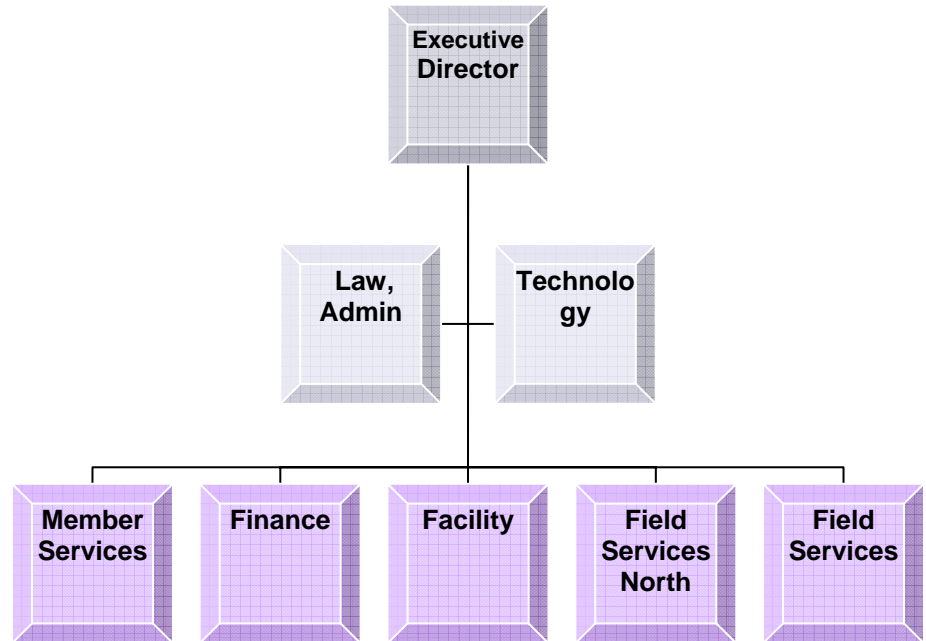 Executive
Director
Law,
Admin
Technolo
gy
Member
Services
Finance
Facility
Field
Services
North
Field
Services